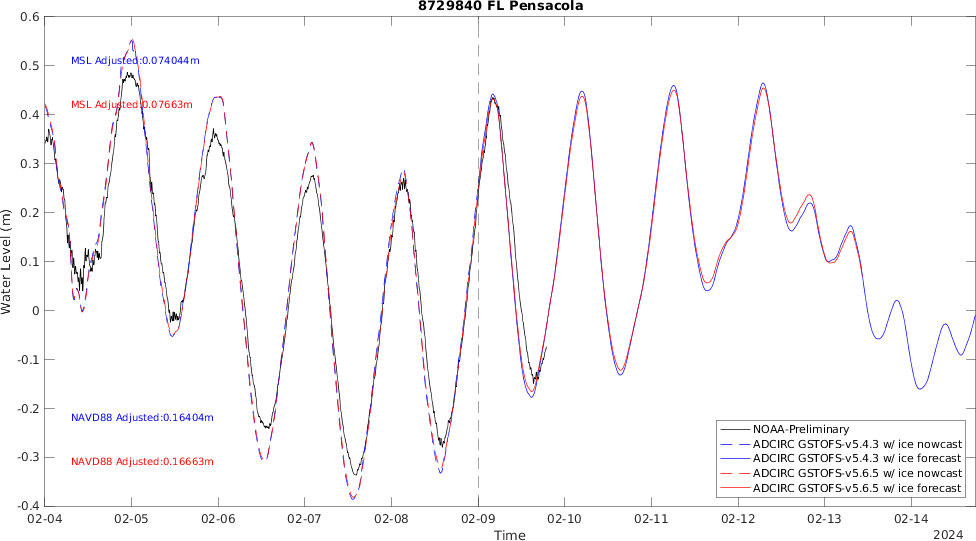 8729840 FL Pensacola
0.6
0.5
0.4
0.3
0.2
0.1
0
-0.1
-0.2
-0.3
-0.4
Water Level (m)
MSL Adjusted:0.074044m
MSL Adjusted:0.07663m
NAVD88 Adjusted:0.16404m
NAVD88 Adjusted:0.16663m
NOAA-Preliminary
ADCIRC GSTOFS-v5.4.3 w/ ice nowcast
ADCIRC GSTOFS-v5.4.3 w/ ice forecast
ADCIRC GSTOFS-v5.6.5 w/ ice nowcast
ADCIRC GSTOFS-v5.6.5 w/ ice forecast
02-04 02-05 02-06 02-07 02-08 02-09 02-10 02-11 02-12 02-13 02-14
Time
2024